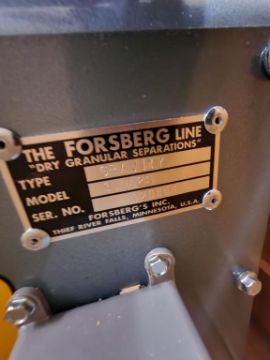 THE FORSBERG LINE
"DRY GRANULAR SEPARATIONS"
TYPE
MODEL
SER. NO.
FORSBERG'S INC.
THIEF RIVER FALLS, MINNESOTA, U.S.A.